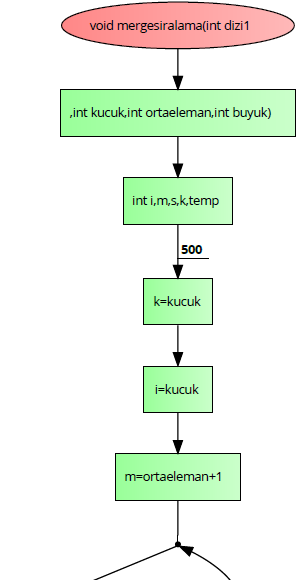 void mergesiralama(int dizi1
,int kucuk,int ortaeleman,int buyuk)
int i,m,s,k,temp
500
k=kucuk
i=kucuk
m=ortaeleman+1